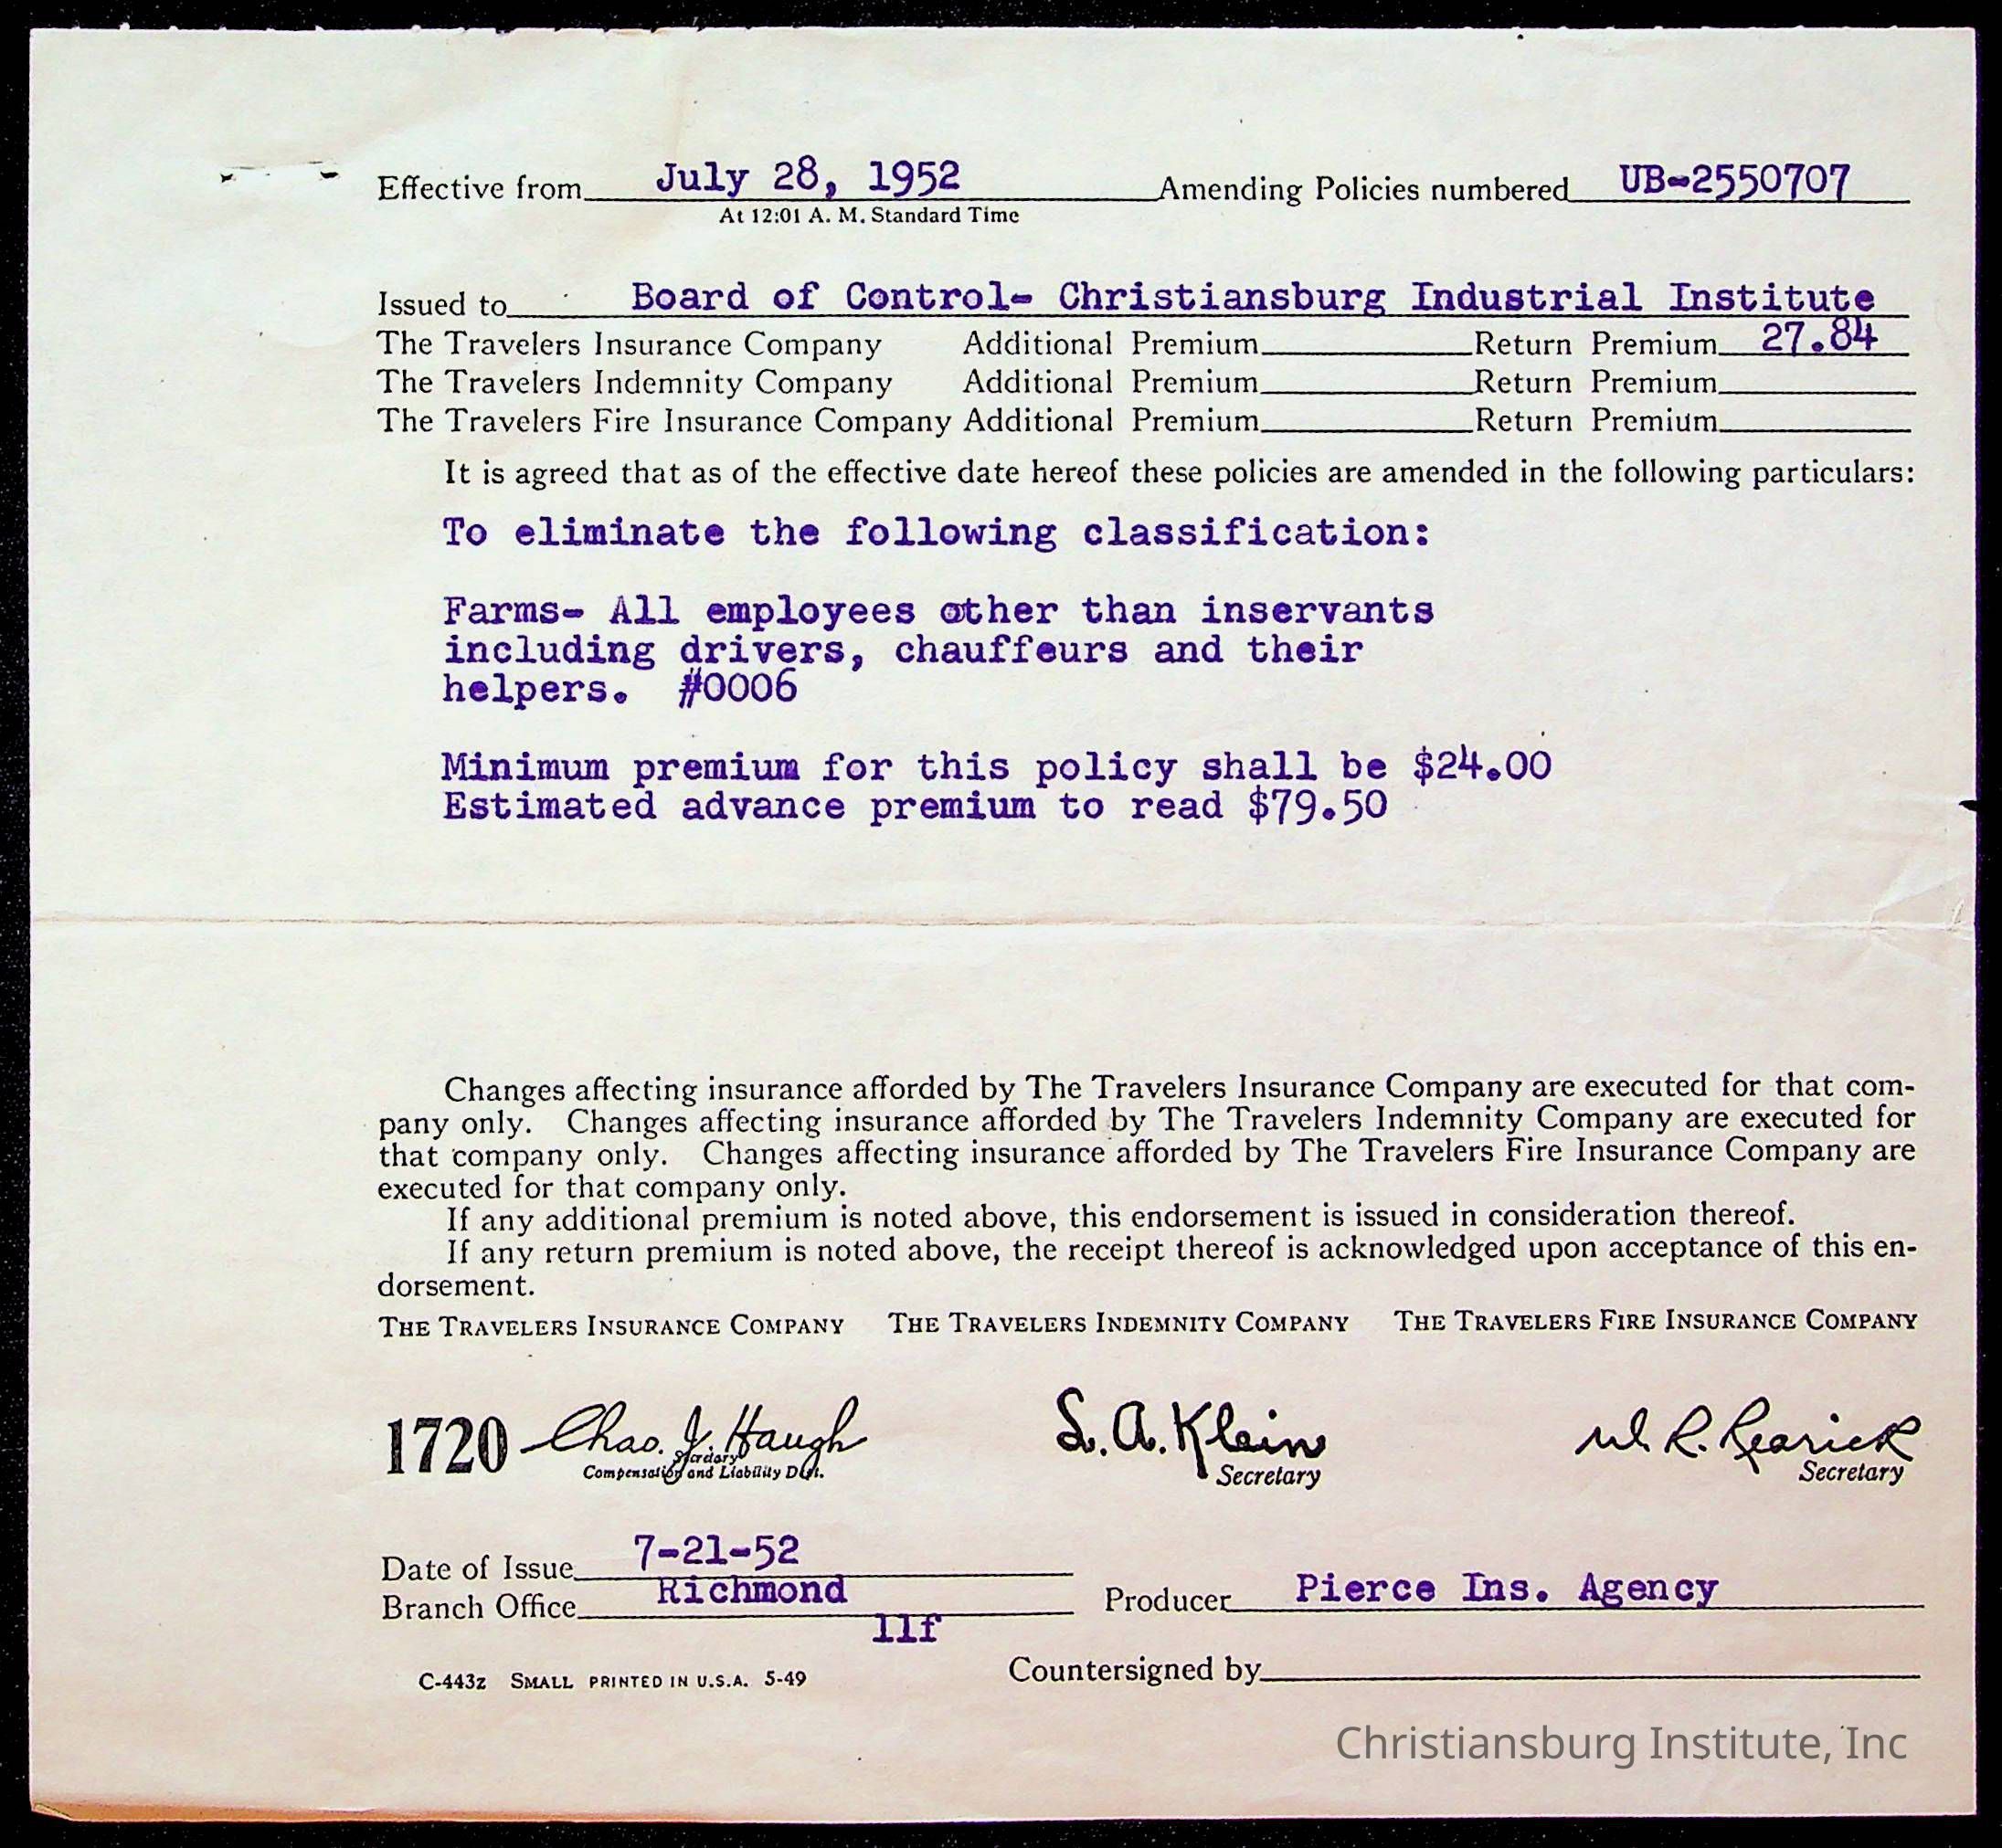 Effective from July 28, 1952 Amending Policies numbered UB-2550707
At 12:01 A. M. Standard Time
Issued to Board of Control- Christiansburg Industrial Institute
The Travelers Insurance Company Additional Premium Return Premium 27.84
The Travelers Indemnity Company Additional Premium Return Premium
The Travelers Fire Insurance Company Additional Premium Return Premium
It is agreed that as of the effective date hereof these policies are amended in the following particulars:
To eliminate the following classification:
Farms- All employees other than inservants
including drivers, chauffeurs and their
helpers. #0006
Minimum premium for this policy shall be $24.00
Estimated advance premium to read $79.50
Changes affecting insurance afforded by The Travelers Insurance Company are executed for that com-
pany only. Changes affecting insurance afforded by The Travelers Indemnity Company are executed for
that company only. Changes affecting insurance afforded by The Travelers Fire Insurance Company are
executed for that company only.
If any additional premium is noted above, this endorsement is issued in consideration thereof.
If any return premium is noted above, the receipt thereof is acknowledged upon acceptance of this en-
dorsement.
THE TRAVELERS INSURANCE COMPANY THE TRAVELERS INDEMNITY COMPANY THE TRAVELERS FIRE INSURANCE COMPANY
1720 Chas. J. Haugh S. A. Klein W. R. Rearick
Secretary
Compensation and Liability Dept. Secretary Secretary
Date of Issue 7-21-52
Branch Office Richmond Producer Pierce Ins. Agency
llf
Countersigned by
C-443z SMALL PRINTED IN U.S.A. 5-49
Christiansburg Institute, Inc